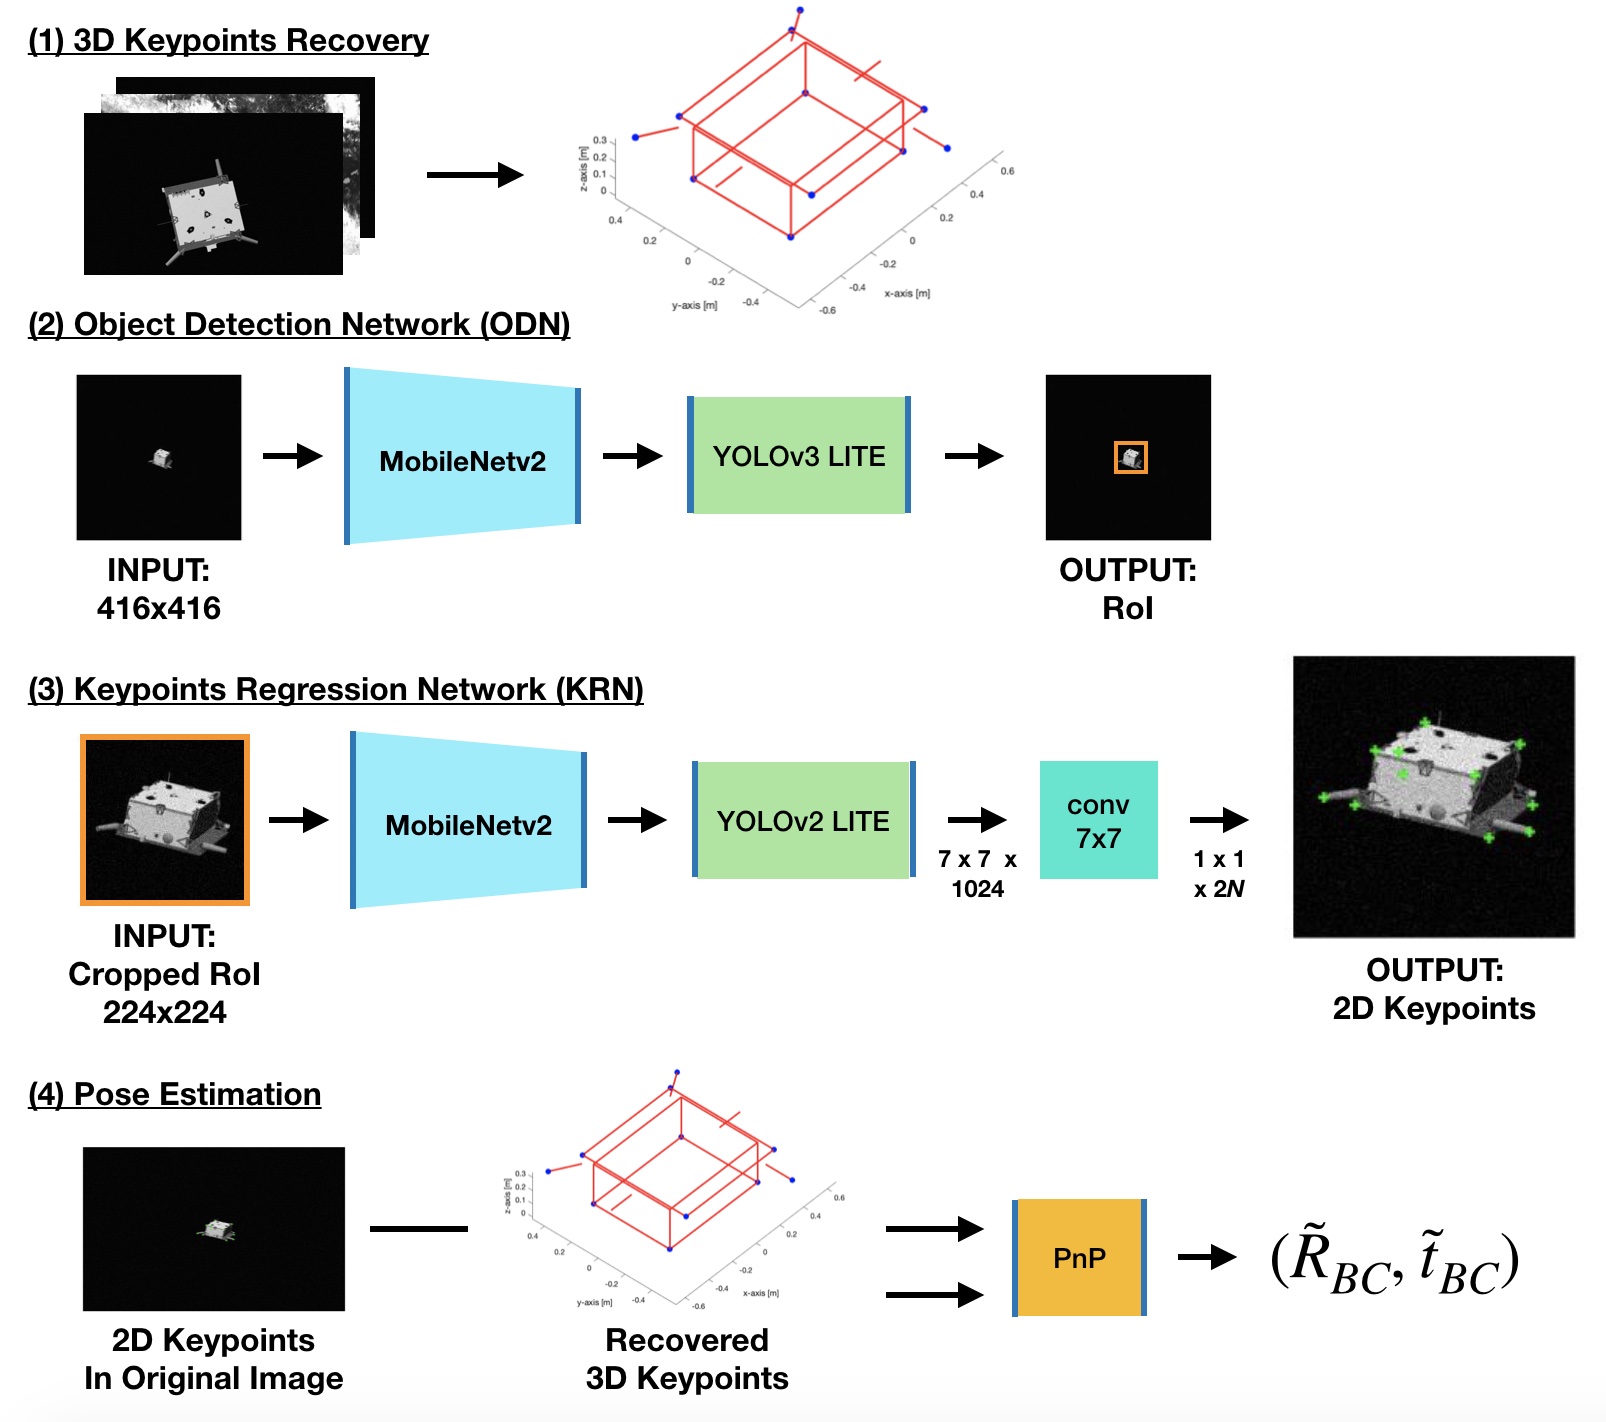 (1) 3D Keypoints Recovery
z-axis [m]
0.3
0.2
0.1
0
0.4
0.2
0
-0.2
-0.4
y-axis [m]
0.6
0.4
0.2
0
-0.2
-0.4
-0.6
x-axis [m]
(2) Object Detection Network (ODN)
MobileNetv2
YOLOv3 LITE
INPUT:
416x416
OUTPUT:
RoI
(3) Keypoints Regression Network (KRN)
MobileNetv2
YOLOv2 LITE
7 x 7 x
1024
conv
7x7
1 x 1
x 2N
INPUT:
Cropped RoI
224x224
OUTPUT:
2D Keypoints
(4) Pose Estimation
z-axis [m]
0.3
0.2
0.1
0
0.4
0.2
0
-0.2
-0.4
y-axis [m]
0.6
0.4
0.2
0
-0.2
-0.4
-0.6
x-axis [m]
PnP
(R̃_BC, t̃_BC)
2D Keypoints
In Original Image
Recovered
3D Keypoints